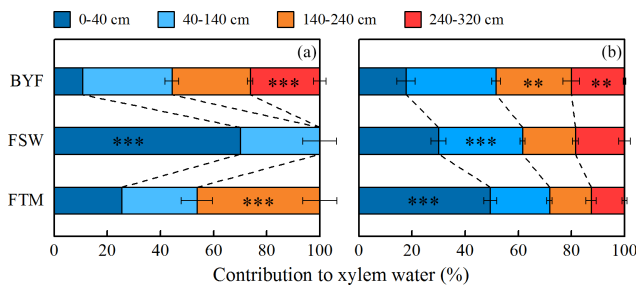 0-40 cm 40-140 cm 140-240 cm 240-320 cm
(a) (b)
BYF *** ** **
FSW *** ***
FTM *** ***
0 20 40 60 80 100 0 20 40 60 80 100
Contribution to xylem water (%)